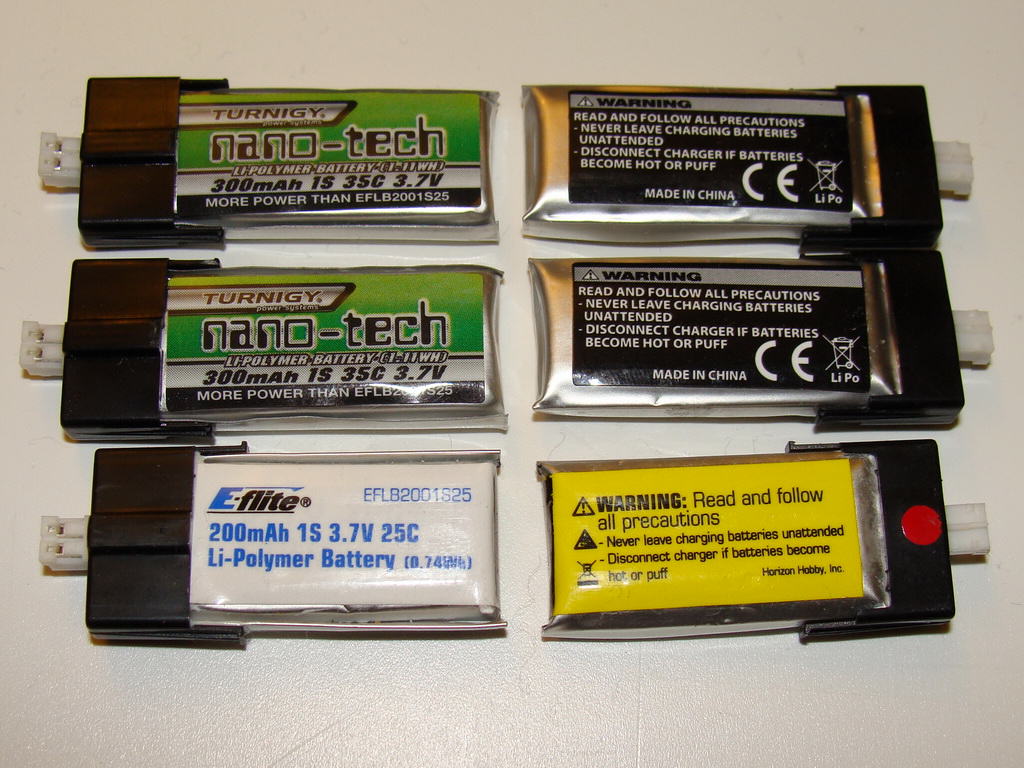 TURNIGY®
power systems
nano-tech
LI-POLYMER BATTERY (1.11WH)
300mAh 1S 35C 3.7V
MORE POWER THAN EFLB2001S25
WARNING
READ AND FOLLOW ALL PRECAUTIONS
- NEVER LEAVE CHARGING BATTERIES
UNATTENDED
- DISCONNECT CHARGER IF BATTERIES
BECOME HOT OR PUFF
MADE IN CHINA CE Li Po
TURNIGY®
power systems
nano-tech
LI-POLYMER BATTERY (1.11WH)
300mAh 1S 35C 3.7V
MORE POWER THAN EFLB2001S25
WARNING
READ AND FOLLOW ALL PRECAUTIONS
- NEVER LEAVE CHARGING BATTERIES
UNATTENDED
- DISCONNECT CHARGER IF BATTERIES
BECOME HOT OR PUFF
MADE IN CHINA CE Li Po
E-flite® EFLB2001S25
200mAh 1S 3.7V 25C
Li-Polymer Battery (0.74Wh)
WARNING: Read and follow
all precautions
- Never leave charging batteries unattended
- Disconnect charger if batteries become
hot or puff Horizon Hobby, Inc.